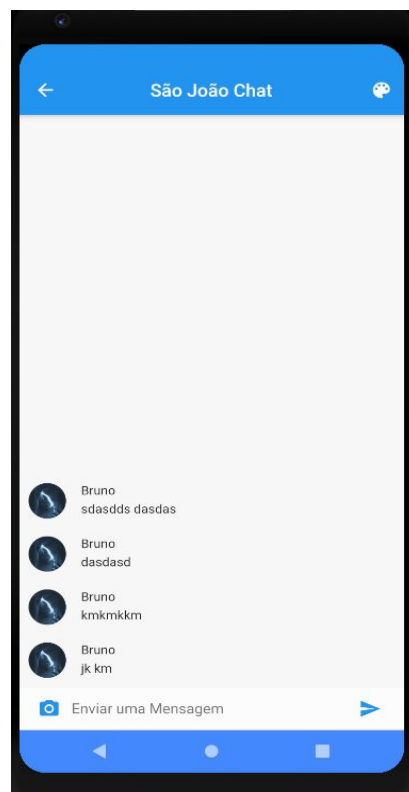 São João Chat
Bruno
sdasdds dasdas
Bruno
dasdasd
Bruno
kmkmkkm
Bruno
jk km
Enviar uma Mensagem